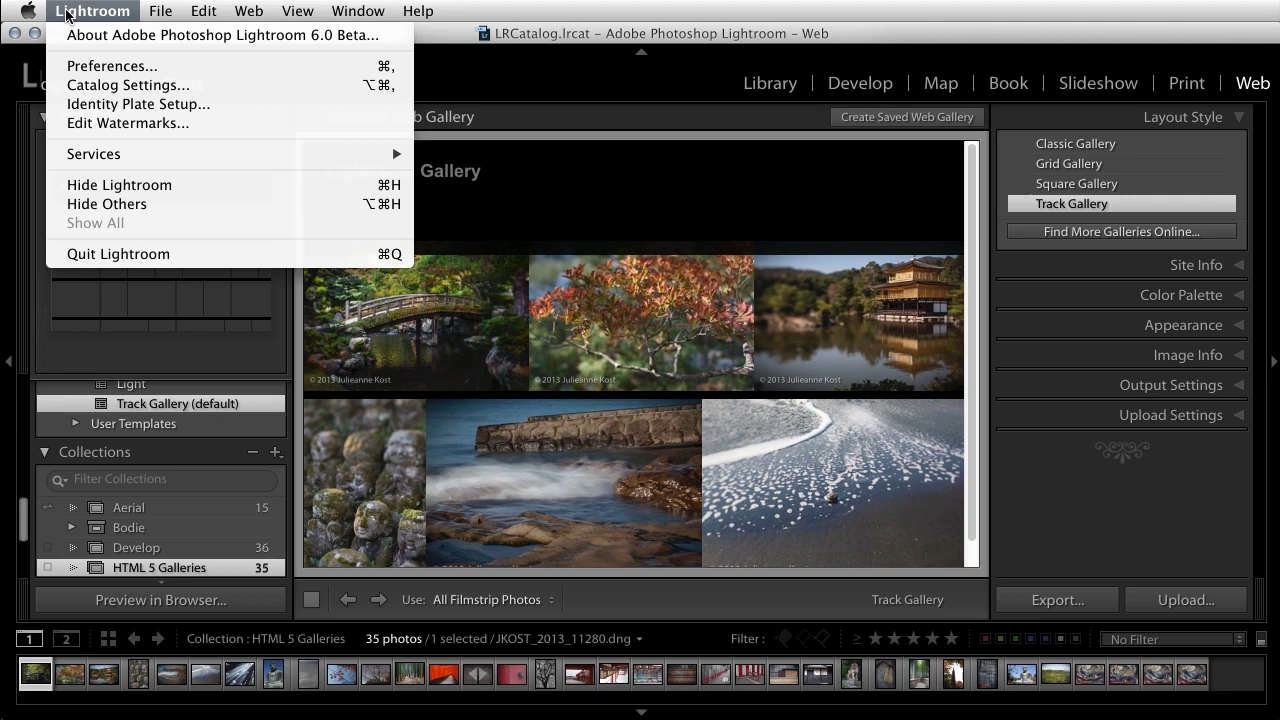 Lightroom File Edit Web View Window Help
LRCatalog.lrcat – Adobe Photoshop Lightroom – Web
About Adobe Photoshop Lightroom 6.0 Beta...
Preferences... ⌘,
Catalog Settings... ⌥⌘,
Identity Plate Setup...
Edit Watermarks...
Services
Hide Lightroom ⌘H
Hide Others ⌥⌘H
Show All
Quit Lightroom ⌘Q
Library | Develop | Map | Book | Slideshow | Print | Web
Gallery
Create Saved Web Gallery
Gallery
© 2013 Julieanne Kost
© 2013 Julieanne Kost
© 2013 Julieanne Kost
Layout Style
Classic Gallery
Grid Gallery
Square Gallery
Track Gallery
Find More Galleries Online...
Site Info
Color Palette
Appearance
Image Info
Output Settings
Upload Settings
Light
Track Gallery (default)
User Templates
Collections
Filter Collections
Aerial 15
Bodie
Develop 36
HTML 5 Galleries 35
Preview in Browser...
Use: All Filmstrip Photos
Track Gallery
Export...
Upload...
1 2
Collection : HTML 5 Galleries 35 photos / 1 selected / JKOST_2013_11280.dng
Filter :
≥ ★★★★★
No Filter